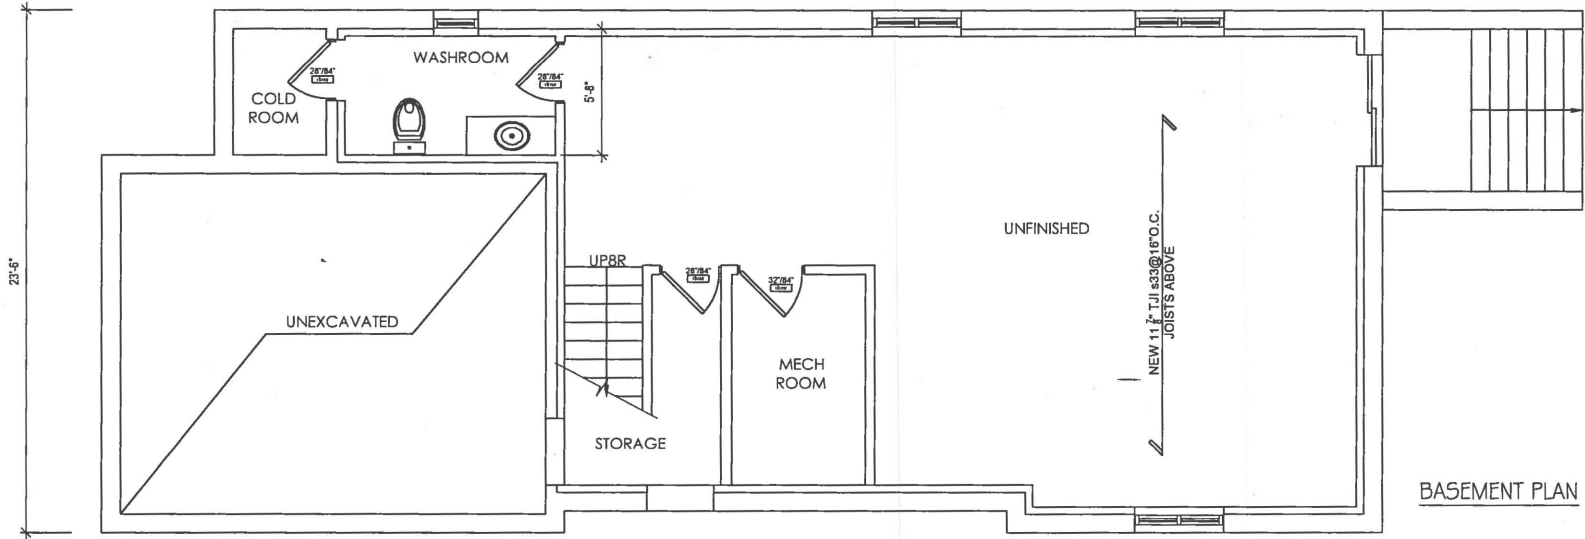 WASHROOM
28"/84"
28"/84"
COLD
ROOM
5'-8"
UNFINISHED
NEW 11 7/8" TJI s33@16"O.C.
JOISTS ABOVE
23'-6"
UP8R
28"/84"
32"/84"
UNEXCAVATED
MECH
ROOM
STORAGE
BASEMENT PLAN